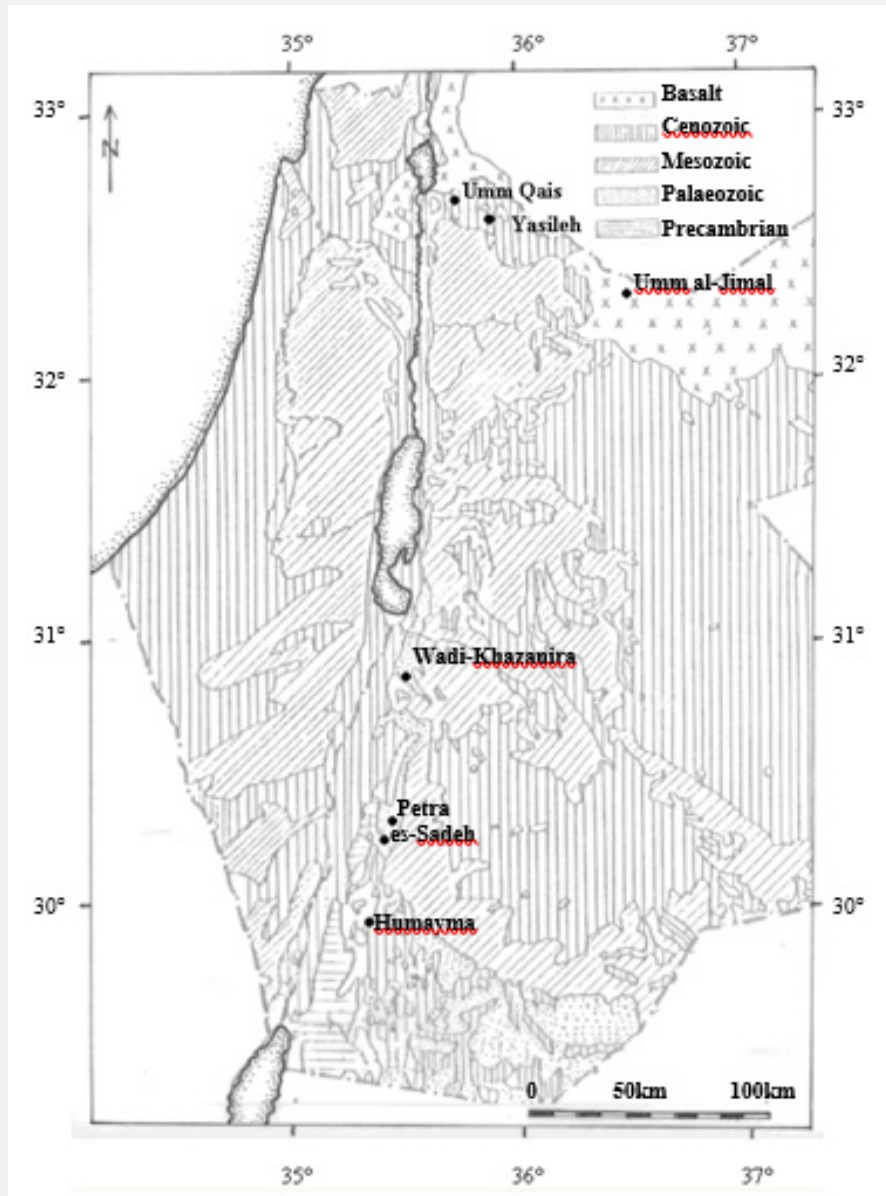 35° 36° 37°
33° 33°
Basalt
Cenozoic
Mesozoic
Palaeozoic
Precambrian
N
Umm Qais
Yasileh
Umm al-Jimal
32° 32°
31° 31°
Wadi-Khazanira
Petra
es-Sadeh
30° 30°
Humayma
0 50km 100km
35° 36° 37°